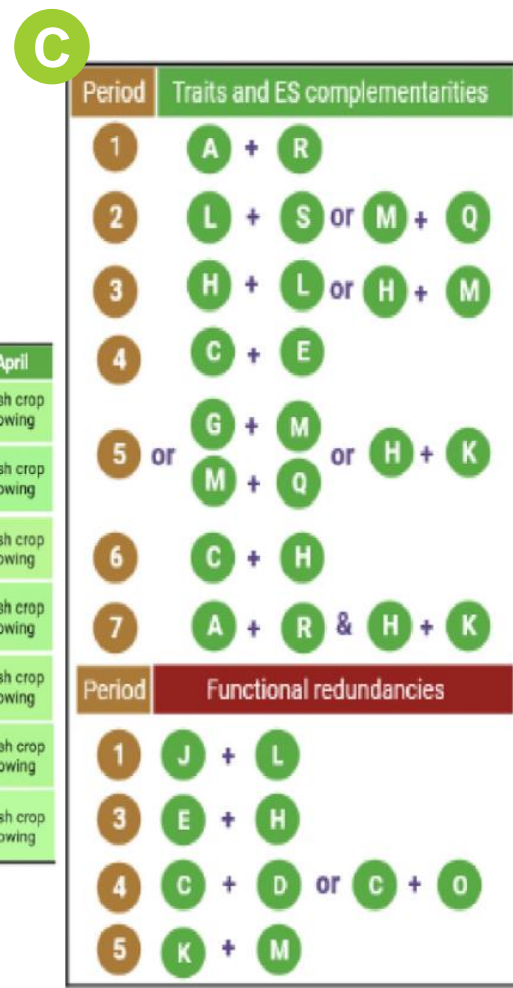 C
Period Traits and ES complementarities
1 A + R
2 L + S or M + Q
3 H + L or H + M
4 C + E
5 or G + M or H + K
M + Q
6 C + H
7 A + R & H + K
Period Functional redundancies
1 J + L
3 E + H
4 C + D or C + O
5 K + M
April
sh crop
owing
sh crop
owing
sh crop
owing
sh crop
owing
sh crop
owing
sh crop
owing
sh crop
owing